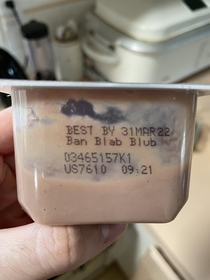 BEST BY 31MAR22
Ban Blab Blub
03465157K1
US7610 09:21